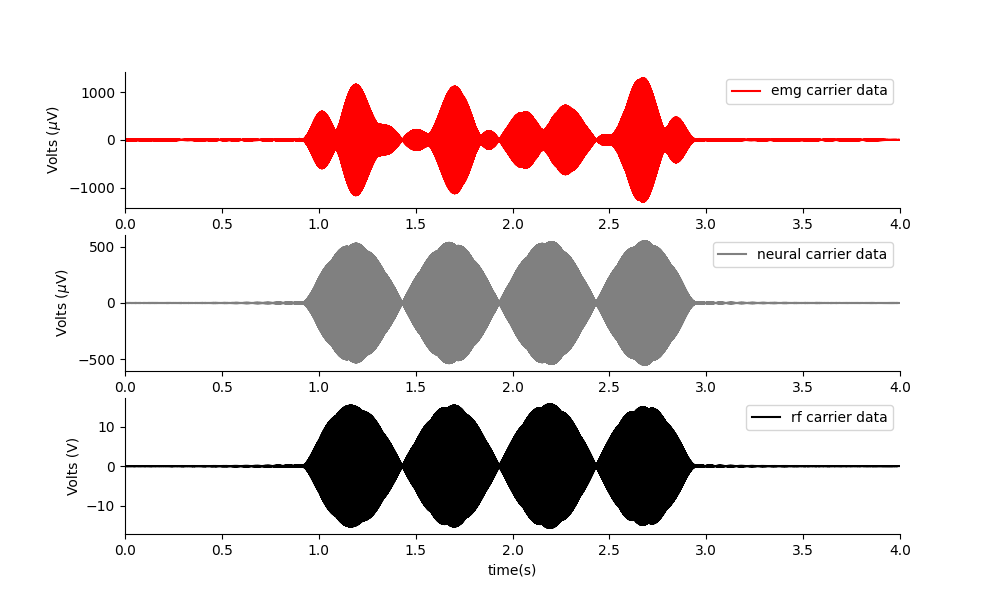 emg carrier data
Volts (μV)
1000
0
−1000
0.0 0.5 1.0 1.5 2.0 2.5 3.0 3.5 4.0
neural carrier data
Volts (μV)
500
0
−500
0.0 0.5 1.0 1.5 2.0 2.5 3.0 3.5 4.0
rf carrier data
Volts (V)
10
0
−10
0.0 0.5 1.0 1.5 2.0 2.5 3.0 3.5 4.0
time(s)